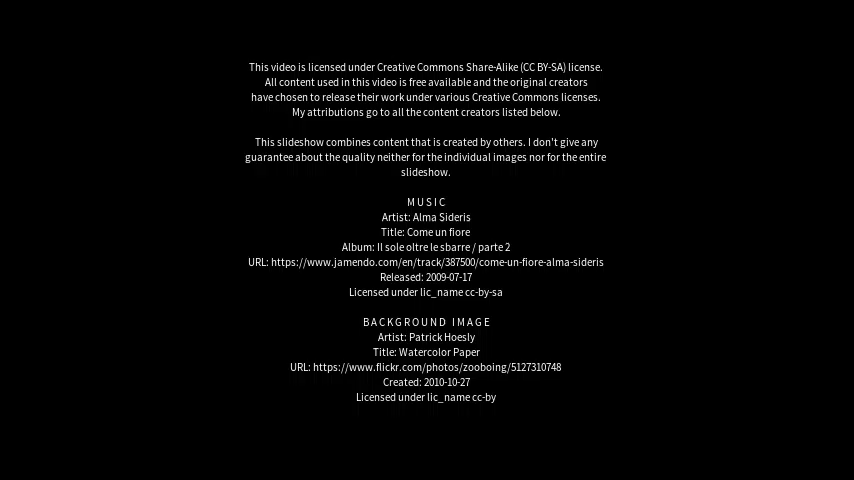 This video is licensed under Creative Commons Share-Alike (CC BY-SA) license.
All content used in this video is free available and the original creators
have chosen to release their work under various Creative Commons licenses.
My attributions go to all the content creators listed below.
This slideshow combines content that is created by others. I don't give any
guarantee about the quality neither for the individual images nor for the entire
slideshow.
MUSIC
Artist: Alma Sideris
Title: Come un fiore
Album: Il sole oltre le sbarre / parte 2
URL: https://www.jamendo.com/en/track/387500/come-un-fiore-alma-sideris
Released: 2009-07-17
Licensed under lic_name cc-by-sa
BACKGROUND IMAGE
Artist: Patrick Hoesly
Title: Watercolor Paper
URL: https://www.flickr.com/photos/zooboing/5127310748
Created: 2010-10-27
Licensed under lic_name cc-by